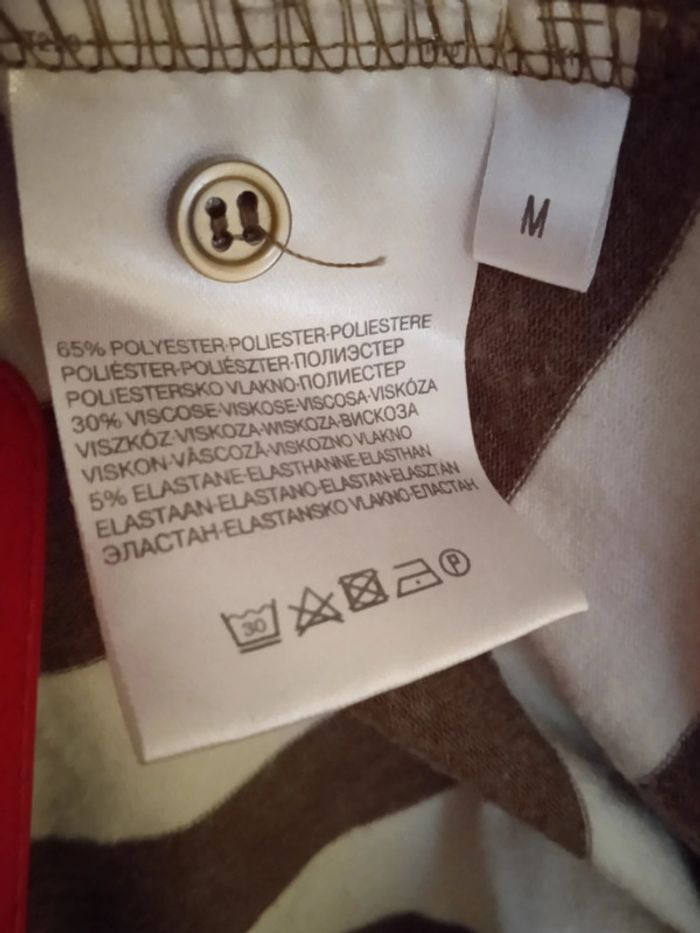 M
65% POLYESTER·POLIESTER·POLIESTERE
POLIÉSTER·POLIÉSZTER·ПОЛИЭСТЕР
POLIESTERSKO VLAKNO·ПОЛИЕСТЕР
30% VISCOSE·VISKOSE·VISCOSA·VISKÓZA
VISZKÓZ·VISKOZA·WISKOZA·ВИСКОЗА
VISKON·VÂSCOZĂ·VISKOZNO VLAKNO
5% ELASTANE·ELASTHANNE·ELASTHAN
ELASTAAN·ELASTANO·ELASTAN·ELASZTÁN
ЭЛАСТАН·ELASTANSKO VLAKNO·ЕЛАСТАН
30 P